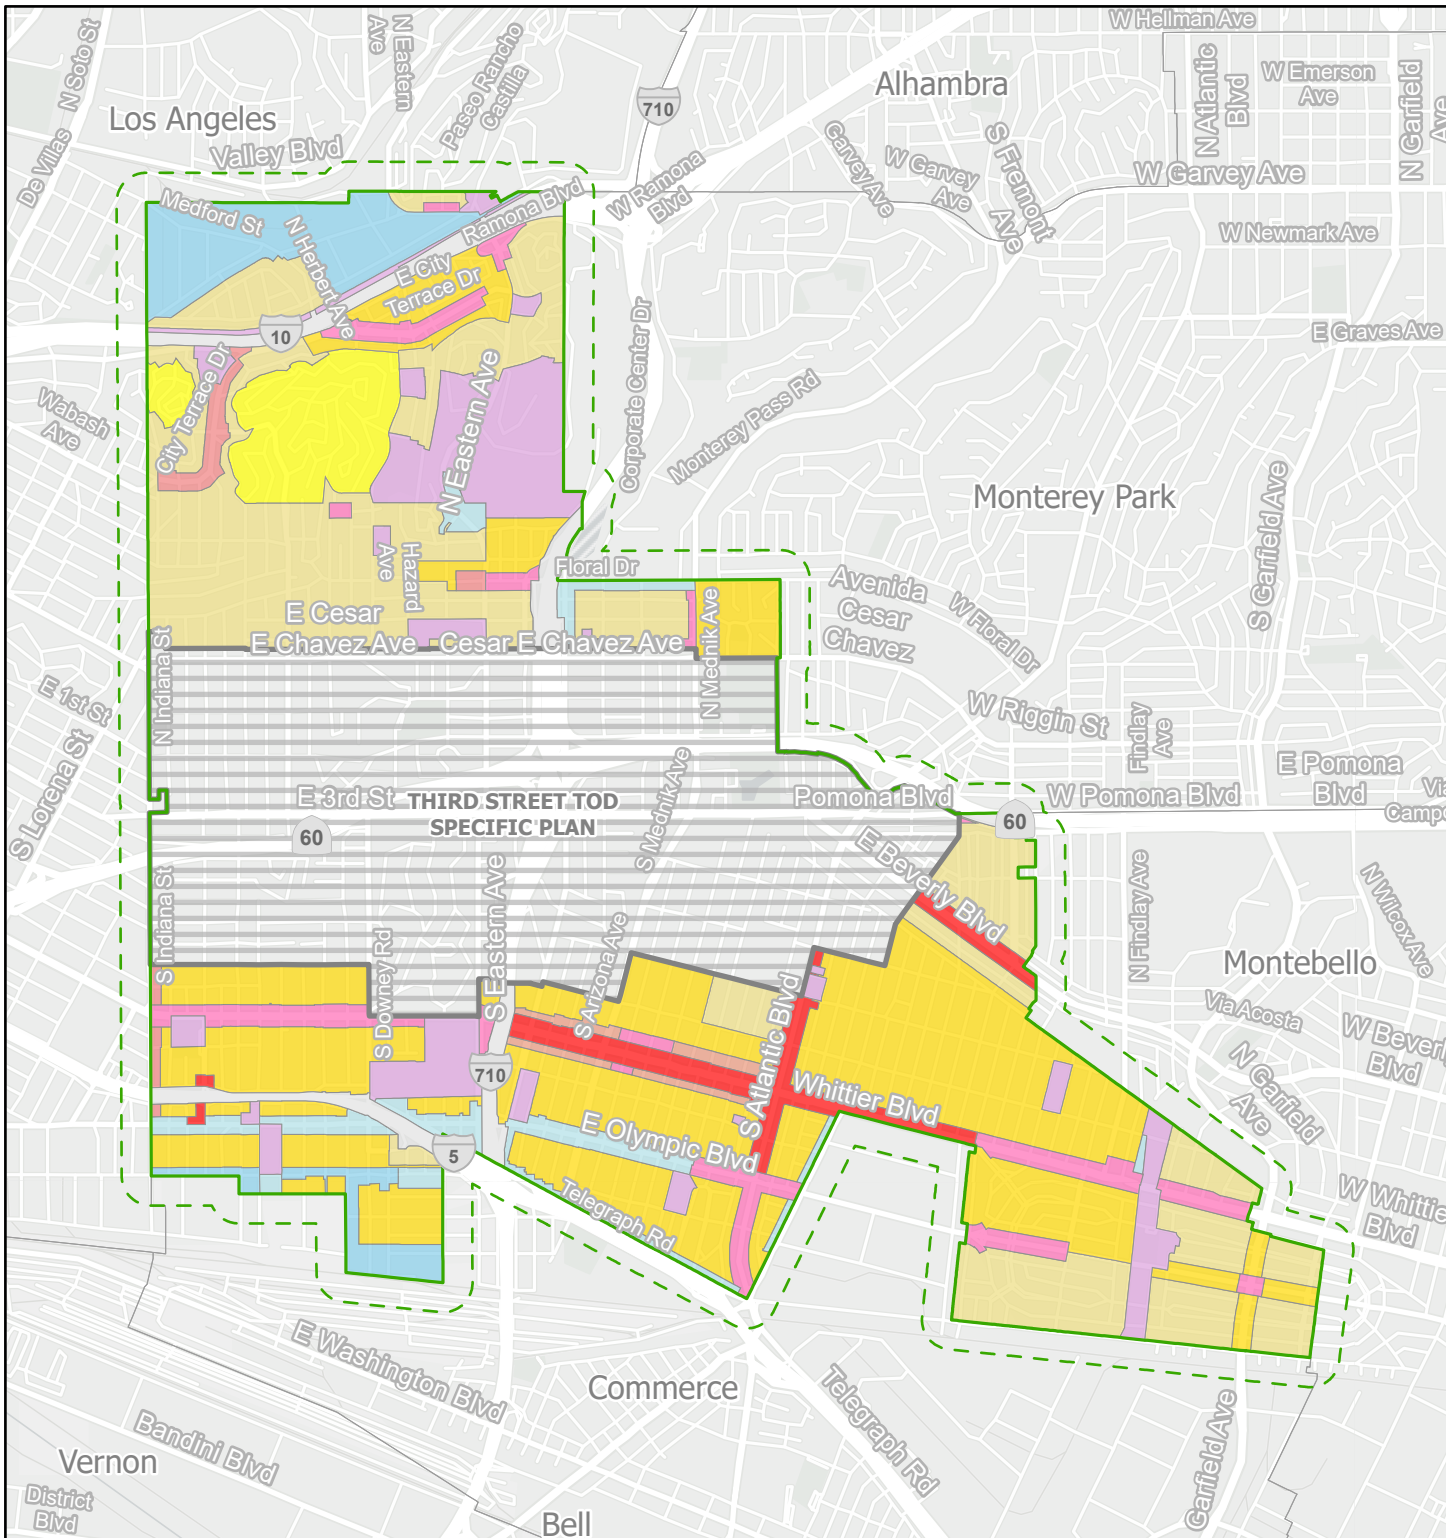 W Hellman Ave
N Soto St
N Eastern
Ave
Paseo Rancho
Castilla
Alhambra
N Atlantic
Blvd
W Emerson
Ave
N Garfield
Ave
710
Los Angeles
Valley Blvd
De Villas
Garvey Ave
W Garvey
Ave
S Fremont
Ave
W Garvey Ave
W Ramona
Blvd
Medford St
N Herbert Ave
Ramona Blvd
W Newmark Ave
E City
Terrace Dr
10
E Graves Ave
Corporate Center Dr
City Terrace Dr
Wabash
Ave
N Eastern Ave
Monterey Pass Rd
Monterey Park
S Garfield Ave
Hazard
Ave
Floral Dr
Avenida
Cesar
Chavez
W Floral Dr
E Cesar
E Chavez Ave
Cesar E Chavez Ave
N Mednik Ave
N Indiana St
E 1st St
W Riggin St
Findlay
Ave
S Lorena St
E Pomona
Blvd
Via
Campo
E 3rd St
THIRD STREET TOD
SPECIFIC PLAN
S Mednik Ave
Pomona Blvd
W Pomona Blvd
60
60
E Beverly Blvd
S Indiana St
S Eastern Ave
S Arizona Ave
S Downey Rd
N Findlay Ave
N Wilcox Ave
Montebello
Via Acosta
W Beverly
Blvd
N Garfield
Ave
S Atlantic Blvd
710
Whittier Blvd
E Olympic Blvd
5
Telegraph Rd
W Whittier
Blvd
E Washington Blvd
Commerce
Telegraph Rd
Garfield Ave
Bandini Blvd
Vernon
District
Blvd
Bell